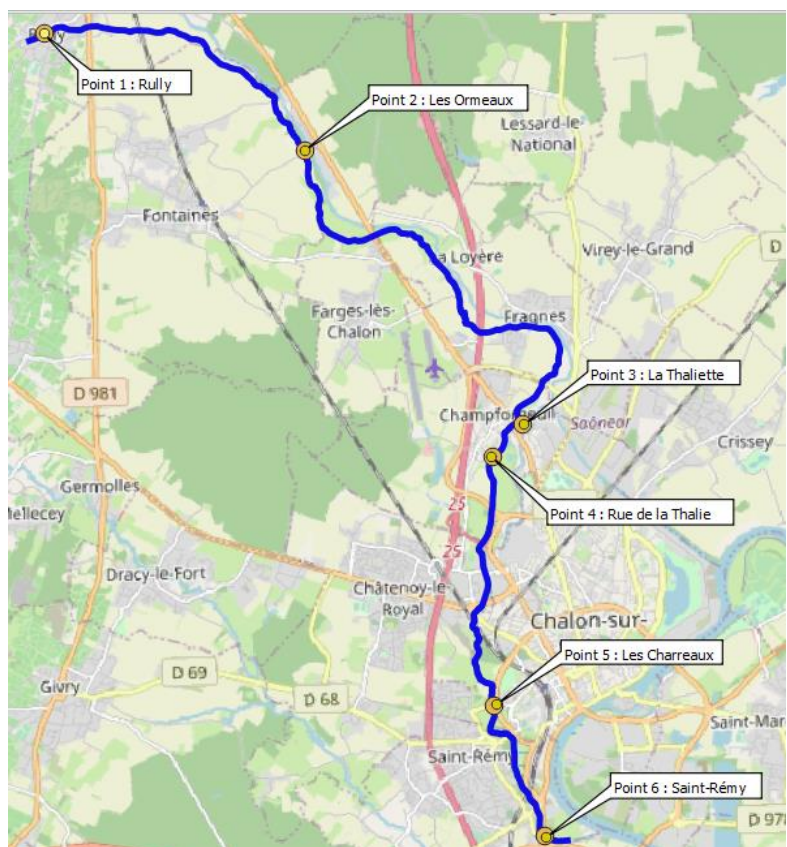 Point 1 : Rully
Point 2 : Les Ormeaux
Lessard-le-
National
Fontaines
Virey-le-Grand
D
La Loyère
Farges-lès-
Chalon
Fragnes
D 981
Point 3 : La Thaliette
Champforgeuil
Saôneor
Crissey
Germolles
Mellecey
25
Point 4 : Rue de la Thalie
25
Dracy-le-Fort
Châtenoy-le-
Royal
Chalon-sur-
Point 5 : Les Charreaux
D 69
Givry
D 68
Saint-Mar
Saint-Rémy
Point 6 : Saint-Rémy
D 978